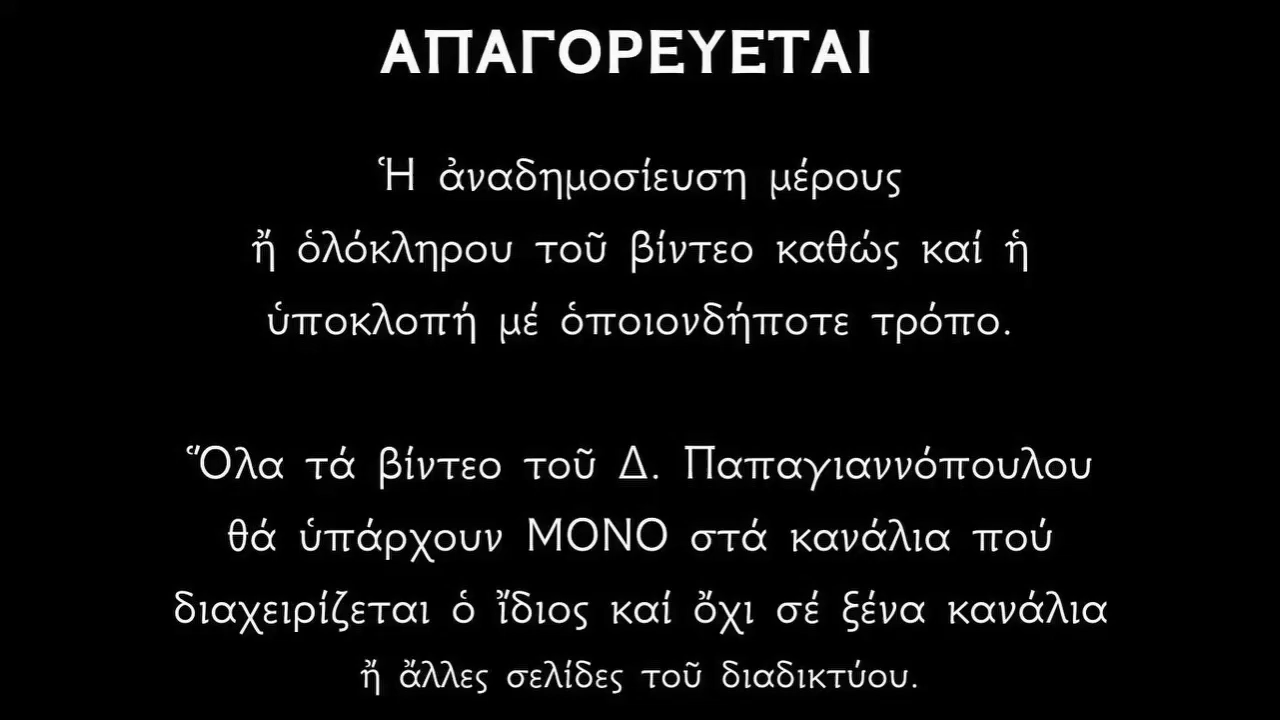 ΑΠΑΓΟΡΕΥΕΤΑΙ
Ἡ ἀναδημοσίευση μέρους
ἤ ὁλόκληρου τοῦ βίντεο καθώς καί ἡ
ὑποκλοπή μέ ὁποιονδήποτε τρόπο.
Ὅλα τά βίντεο τοῦ Δ. Παπαγιαννόπουλου
θά ὑπάρχουν ΜΟΝΟ στά κανάλια πού
διαχειρίζεται ὁ ἴδιος καί ὄχι σέ ξένα κανάλια
ἤ ἄλλες σελίδες τοῦ διαδικτύου.